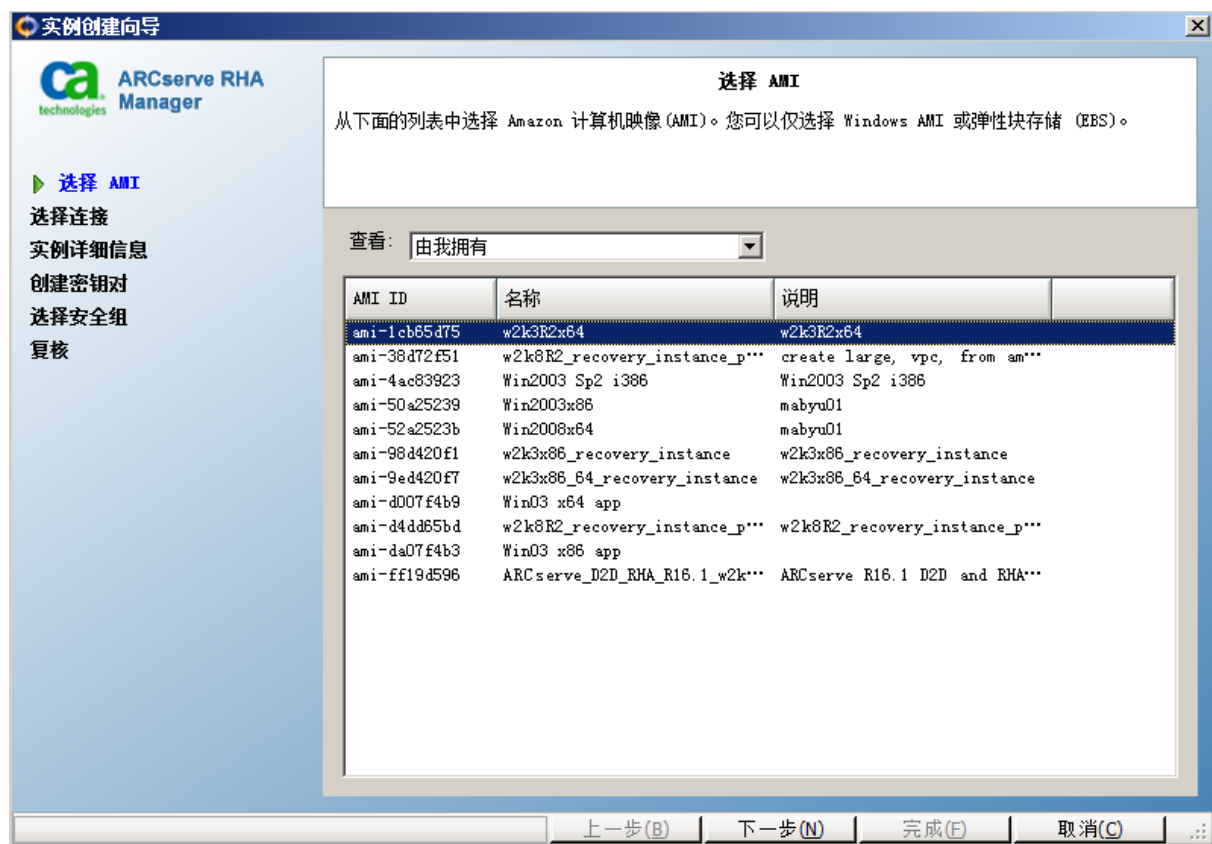 实例创建向导
ca
technologies
ARCserve RHA
Manager
选择 AMI
选择连接
实例详细信息
创建密钥对
选择安全组
复核
选择 AMI
从下面的列表中选择 Amazon 计算机映像(AMI)。您可以仅选择 Windows AMI 或弹性块存储 (EBS)。
查看: 由我拥有
AMI ID 名称 说明
ami-1cb65d75 w2k3R2x64 w2k3R2x64
ami-38d72f51 w2k8R2_recovery_instance_p... create large, vpc, from am...
ami-4ac83923 Win2003 Sp2 i386 Win2003 Sp2 i386
ami-50a25239 Win2003x86 mabyu01
ami-52a2523b Win2008x64 mabyu01
ami-98d420f1 w2k3x86_recovery_instance w2k3x86_recovery_instance
ami-9ed420f7 w2k3x86_64_recovery_instance w2k3x86_64_recovery_instance
ami-d007f4b9 Win03 x64 app
ami-d4dd65bd w2k8R2_recovery_instance_p... w2k8R2_recovery_instance_p...
ami-da07f4b3 Win03 x86 app
ami-ff19d596 ARCserve_D2D_RHA_R16.1_w2k... ARCserve R16.1 D2D and RHA...
上一步(B) 下一步(N) 完成(F) 取消(C)